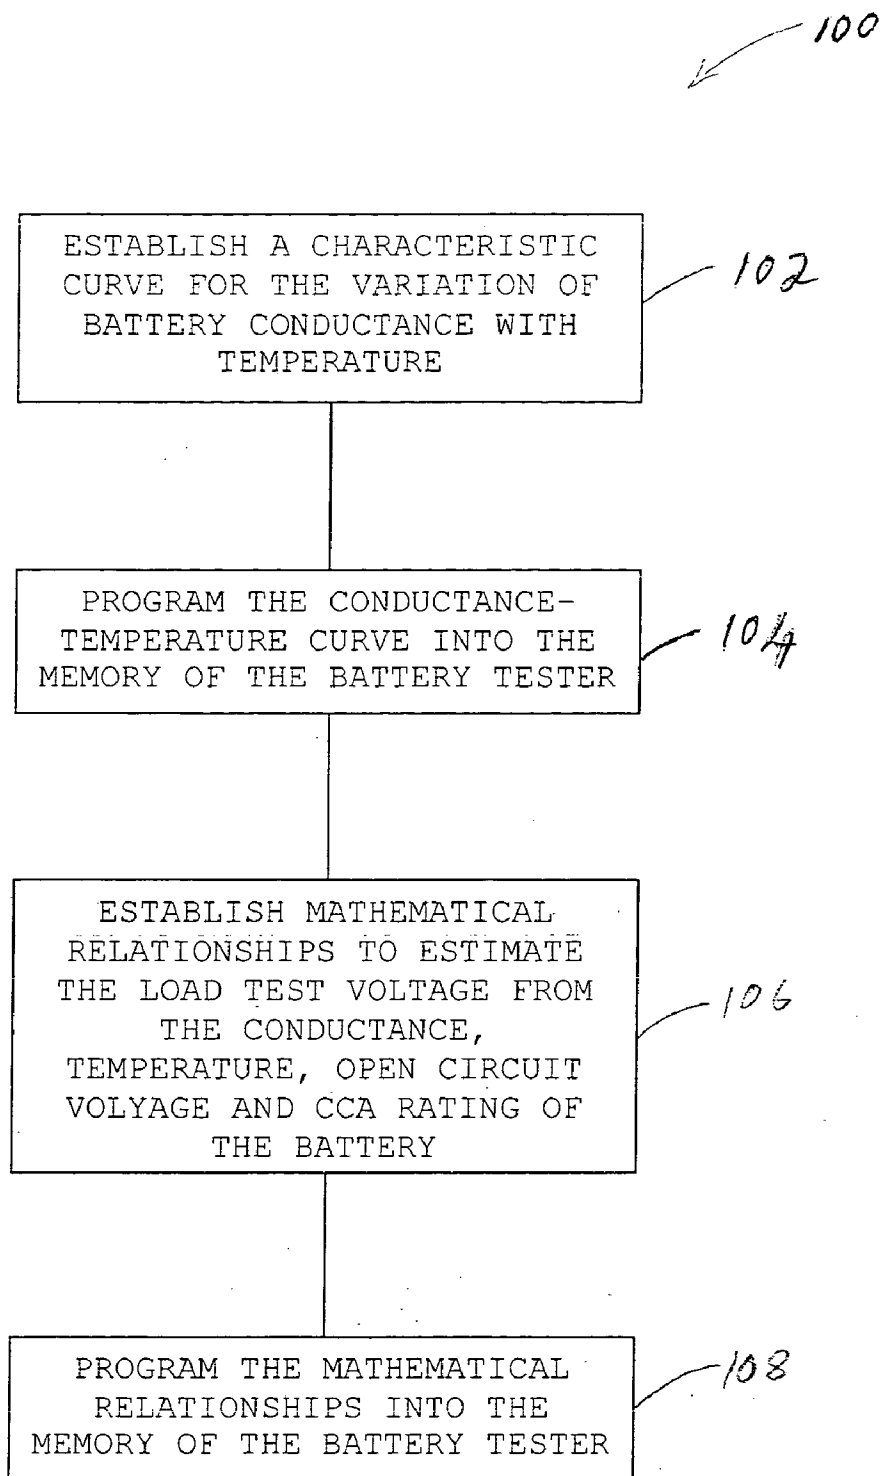 100
ESTABLISH A CHARACTERISTIC
CURVE FOR THE VARIATION OF
BATTERY CONDUCTANCE WITH
TEMPERATURE
102
PROGRAM THE CONDUCTANCE-
TEMPERATURE CURVE INTO THE
MEMORY OF THE BATTERY TESTER
104
ESTABLISH MATHEMATICAL
RELATIONSHIPS TO ESTIMATE
THE LOAD TEST VOLTAGE FROM
THE CONDUCTANCE,
TEMPERATURE, OPEN CIRCUIT
VOLYAGE AND CCA RATING OF
THE BATTERY
106
PROGRAM THE MATHEMATICAL
RELATIONSHIPS INTO THE
MEMORY OF THE BATTERY TESTER
108